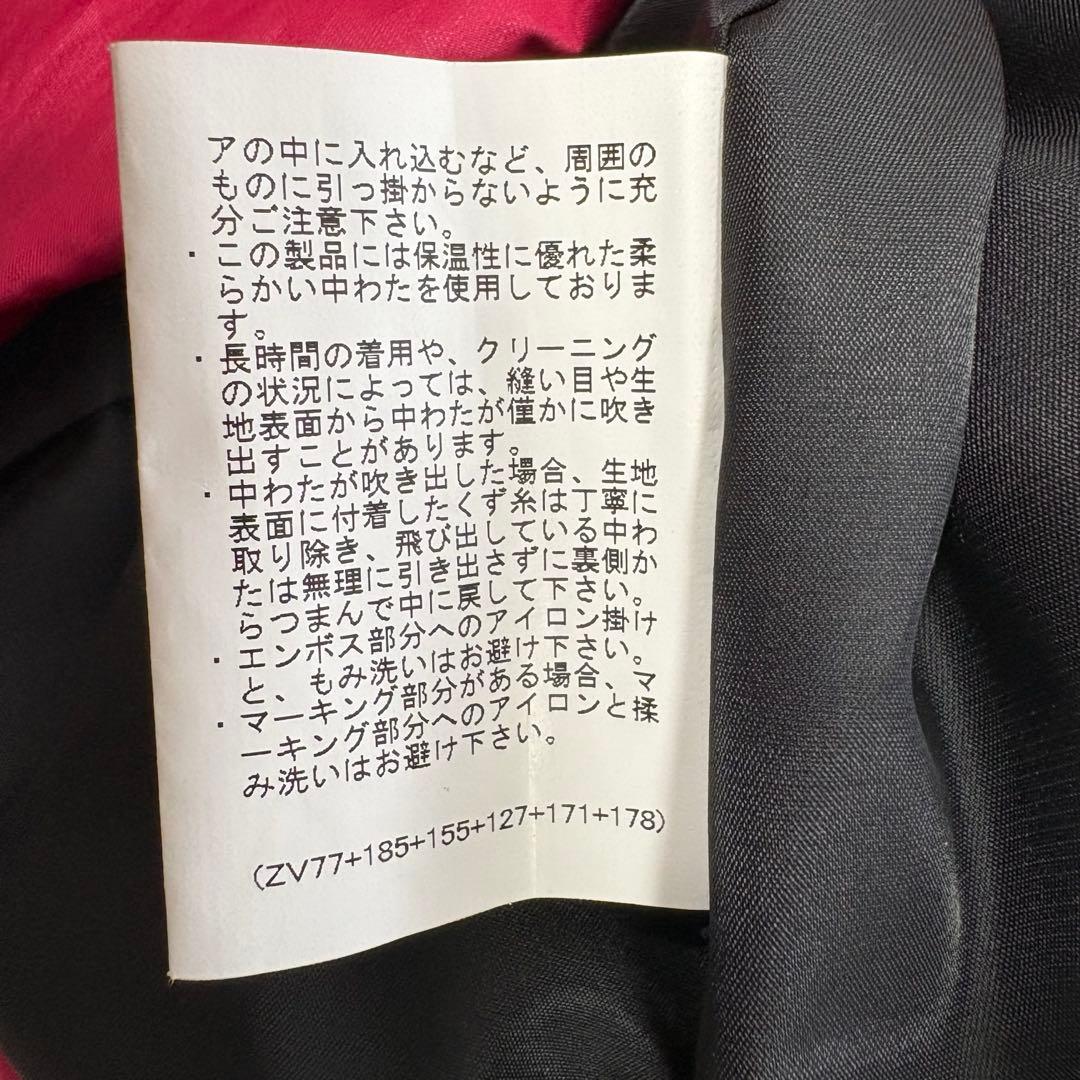 アの中に入れ込むなど、周囲の
ものに引っ掛からないように充
分ご注意下さい。
・この製品には保温性に優れた柔
らかい中わたを使用しておりま
す。
・長時間の着用や、クリーニング
の状況によっては、縫い目や生
地表面から中わたが僅かに吹き
出すことがあります。
・中わたが吹き出した場合、生地
表面に付着したくず糸は丁寧に
取り除き、飛び出している中わ
たは無理に引き出さずに裏側か
らつまんで中に戻して下さい。
・エンボス部分へのアイロン掛け
と、もみ洗いはお避け下さい。
・マーキング部分がある場合、マ
ーキング部分へのアイロンと揉
み洗いはお避け下さい。
(ZV77+185+155+127+171+178)